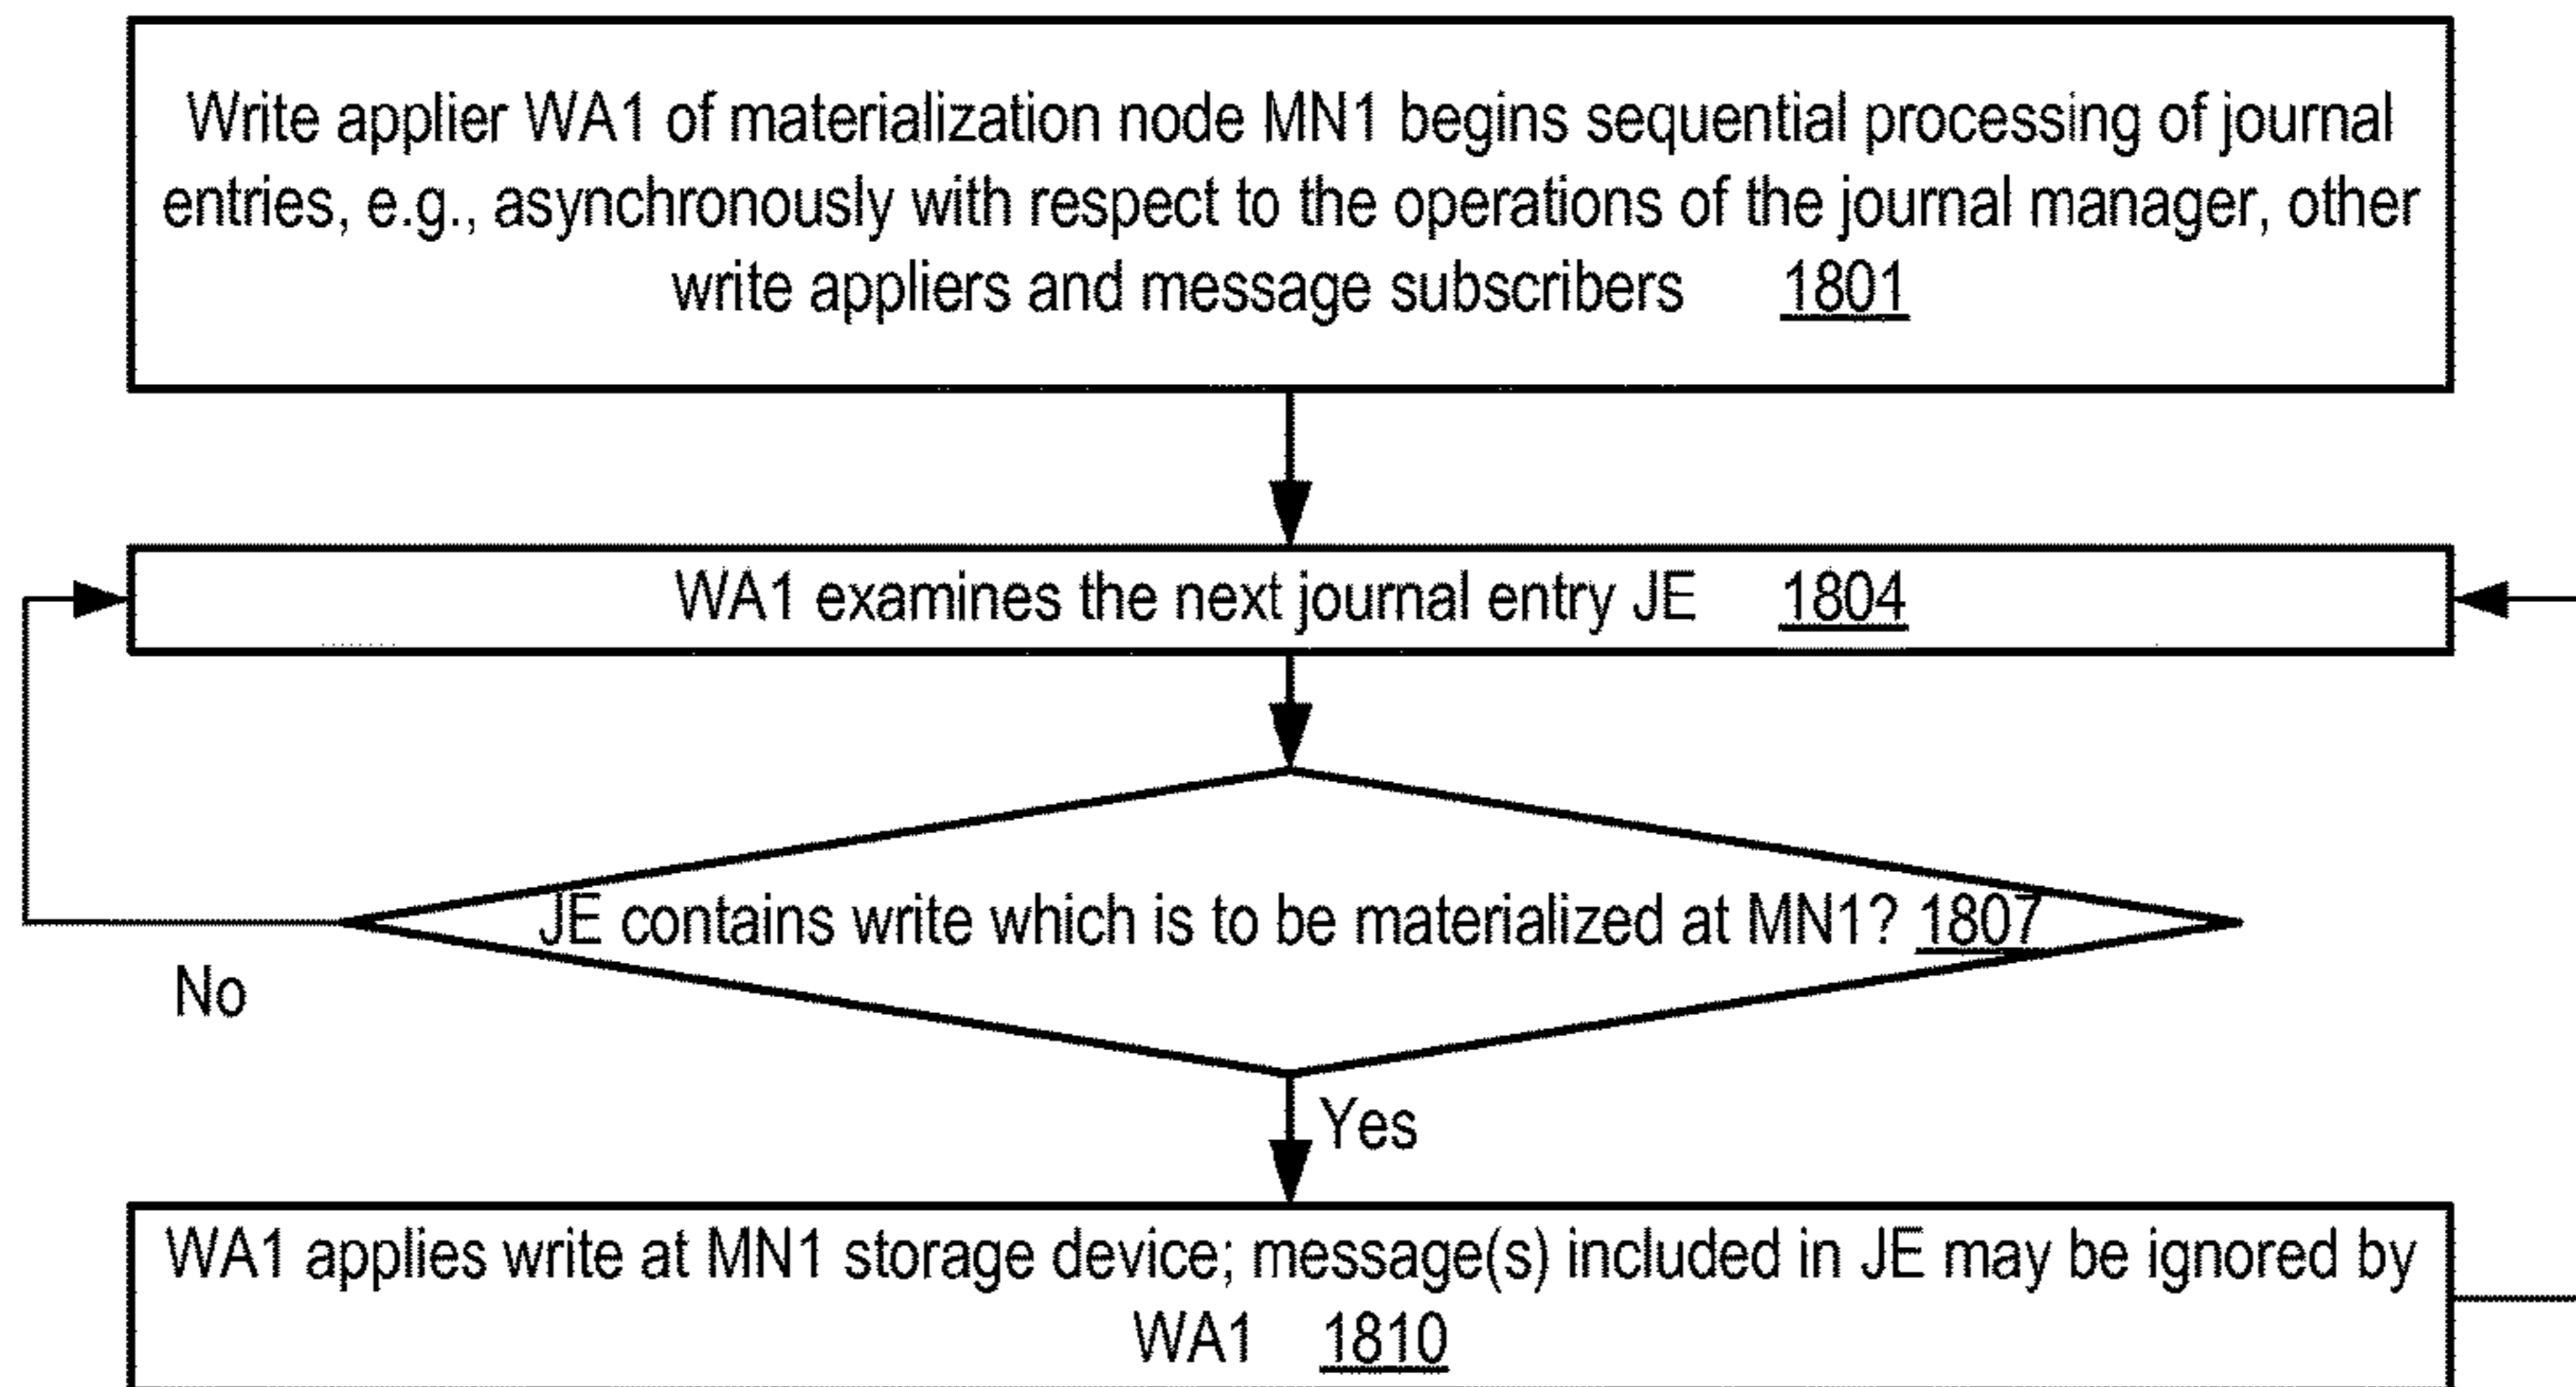 Write applier WA1 of materialization node MN1 begins sequential processing of journal
entries, e.g., asynchronously with respect to the operations of the journal manager, other
write appliers and message subscribers 1801
WA1 examines the next journal entry JE 1804
JE contains write which is to be materialized at MN1? 1807
No
Yes
WA1 applies write at MN1 storage device; message(s) included in JE may be ignored by
WA1 1810